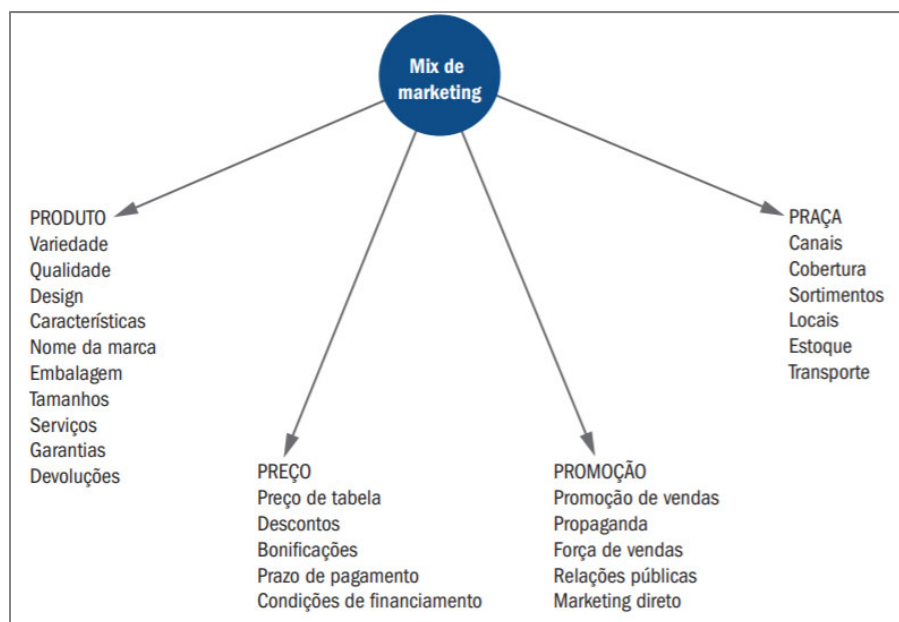 Mix de
marketing
PRODUTO
Variedade
Qualidade
Design
Características
Nome da marca
Embalagem
Tamanhos
Serviços
Garantias
Devoluções
PREÇO
Preço de tabela
Descontos
Bonificações
Prazo de pagamento
Condições de financiamento
PROMOÇÃO
Promoção de vendas
Propaganda
Força de vendas
Relações públicas
Marketing direto
PRAÇA
Canais
Cobertura
Sortimentos
Locais
Estoque
Transporte